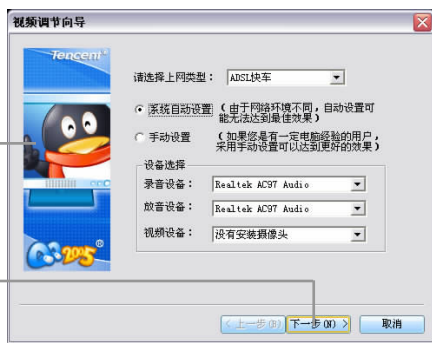 视频调节向导
Tencent
请选择上网类型： ADSL快车
系统自动设置 （由于网络环境不同，自动设置可
能无法达到最佳效果）
手动设置 （如果您是有一定电脑经验的用户，
采用手动设置可以达到更好的效果）
设备选择
录音设备： Realtek AC97 Audio
放音设备： Realtek AC97 Audio
视频设备： 没有安装摄像头
QQ2005®
< 上一步(B) 下一步(N) > 取消